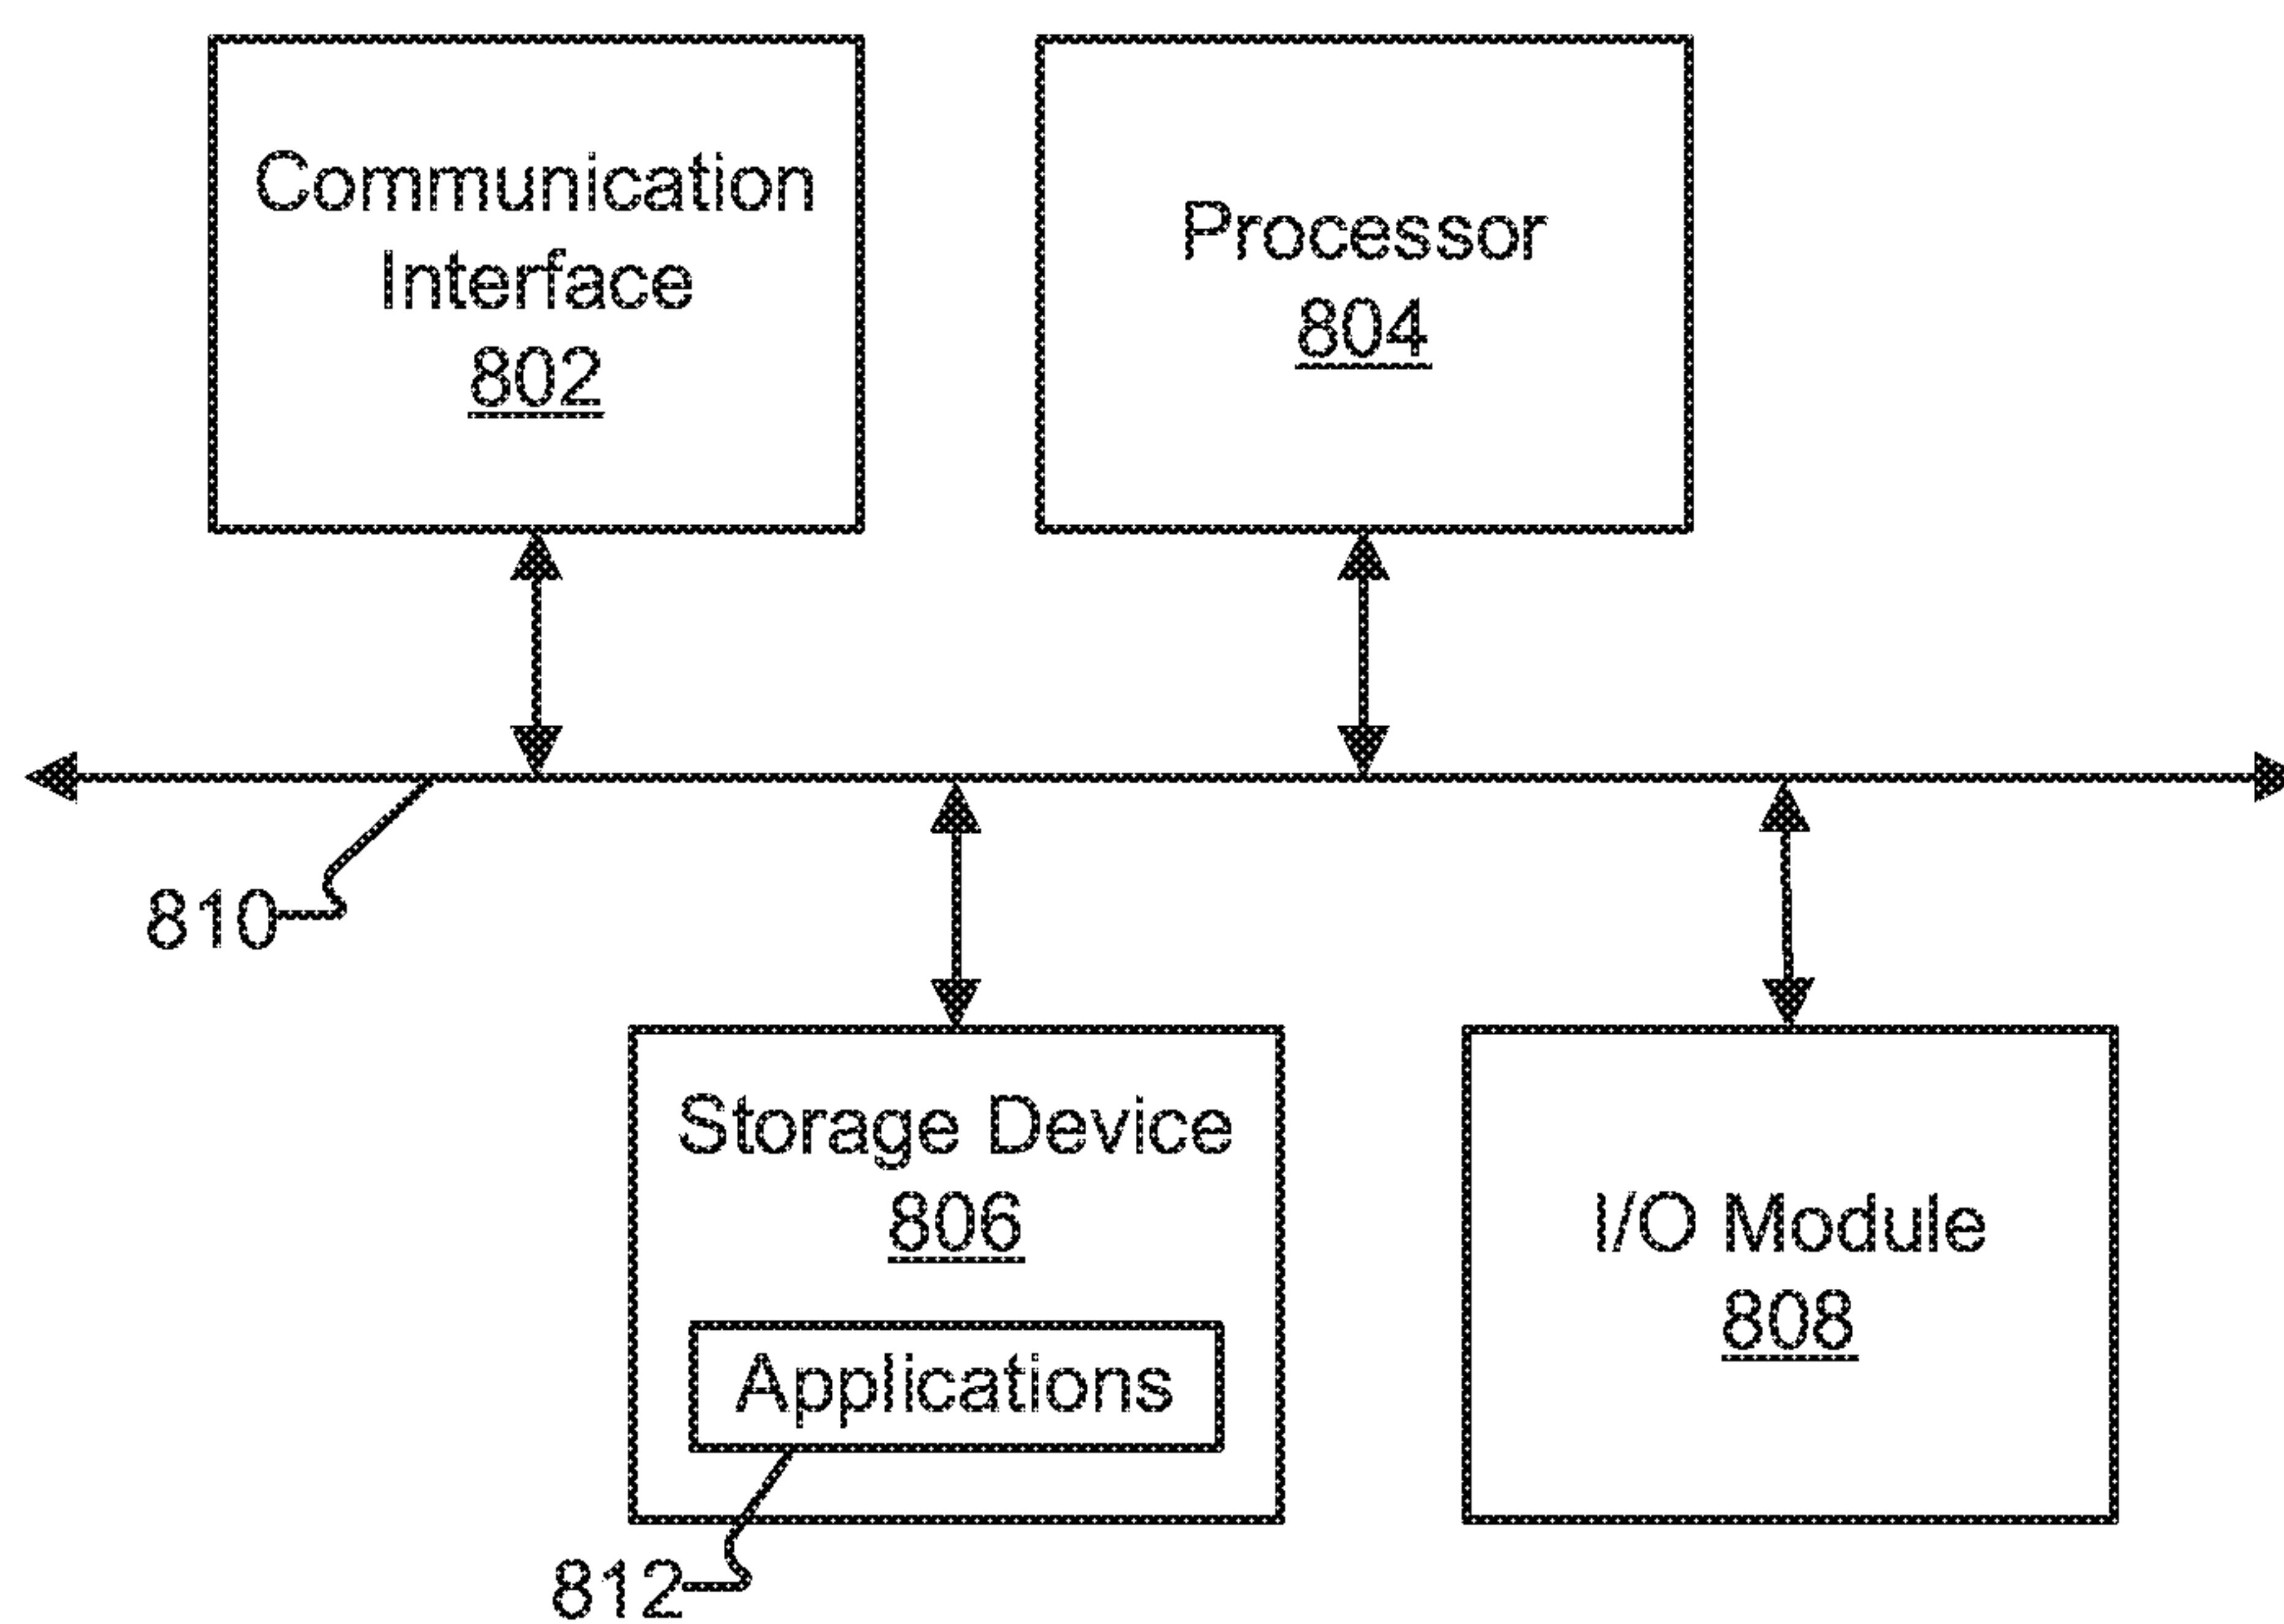 Communication
Interface
802
Processor
804
810
Storage Device
806
Applications
812
I/O Module
808